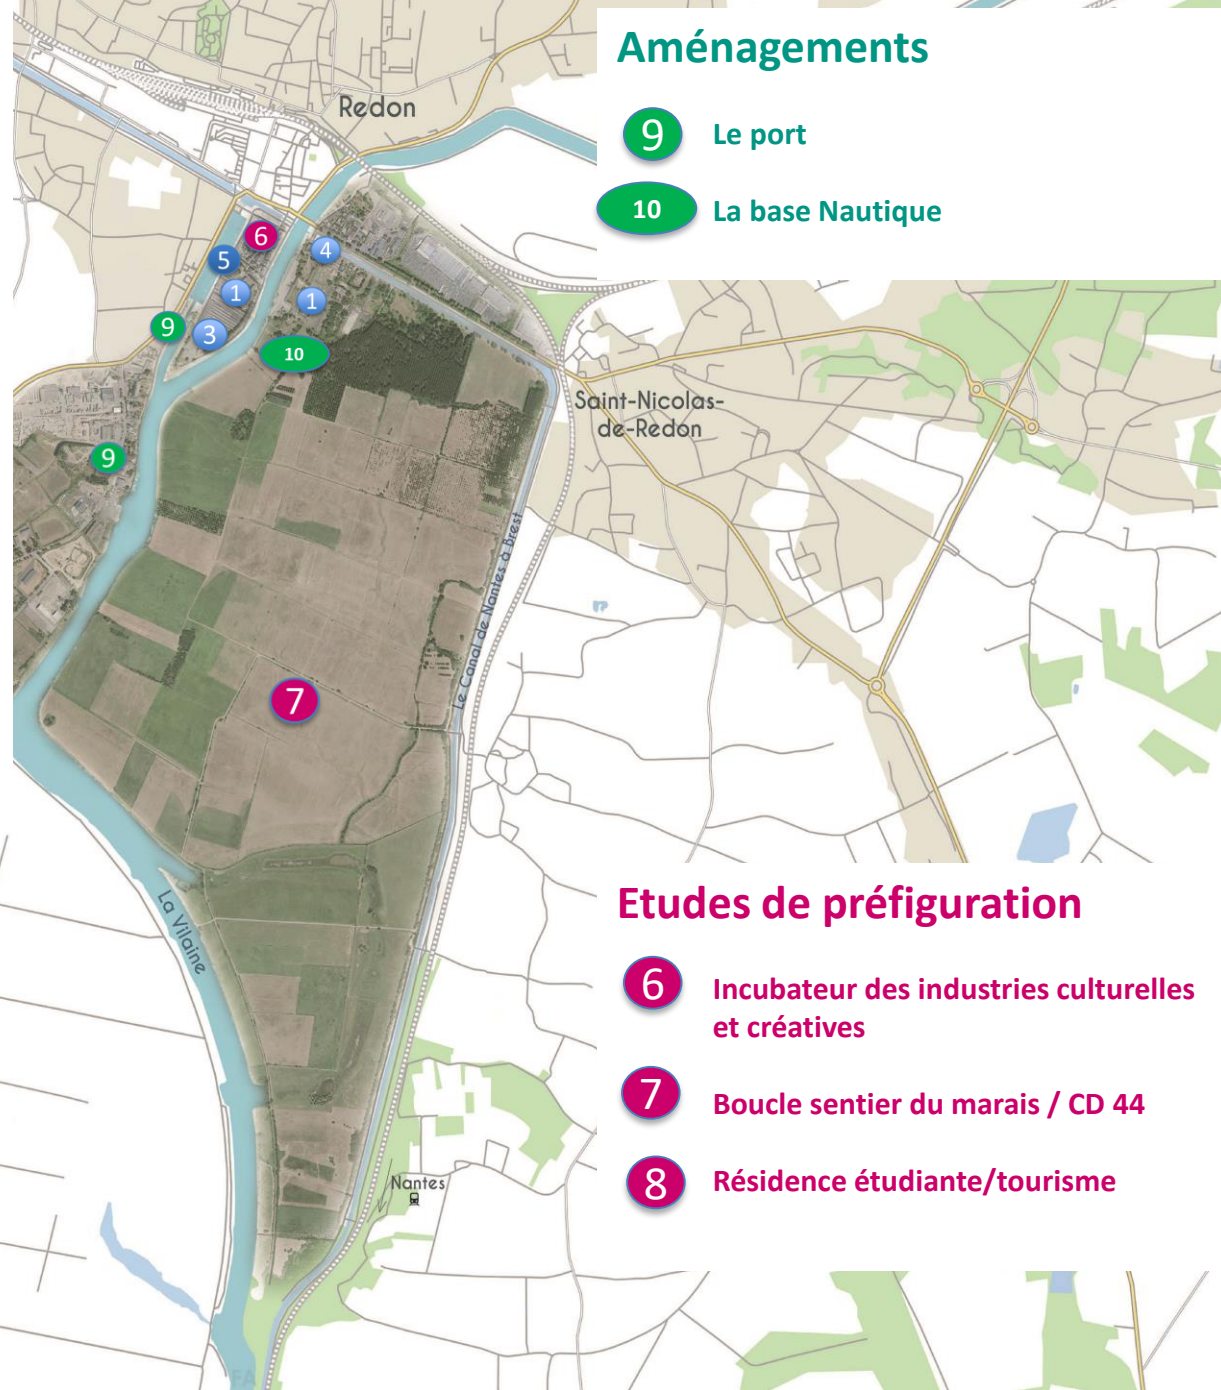 Aménagements
9 Le port
10 La base Nautique
Redon
6
4
5
1
1
9
3
10
Saint-Nicolas-
de-Redon
9
Le Canal de Nantes à Brest
7
La Vilaine
Etudes de préfiguration
6 Incubateur des industries culturelles
et créatives
7 Boucle sentier du marais / CD 44
8 Résidence étudiante/tourisme
Nantes